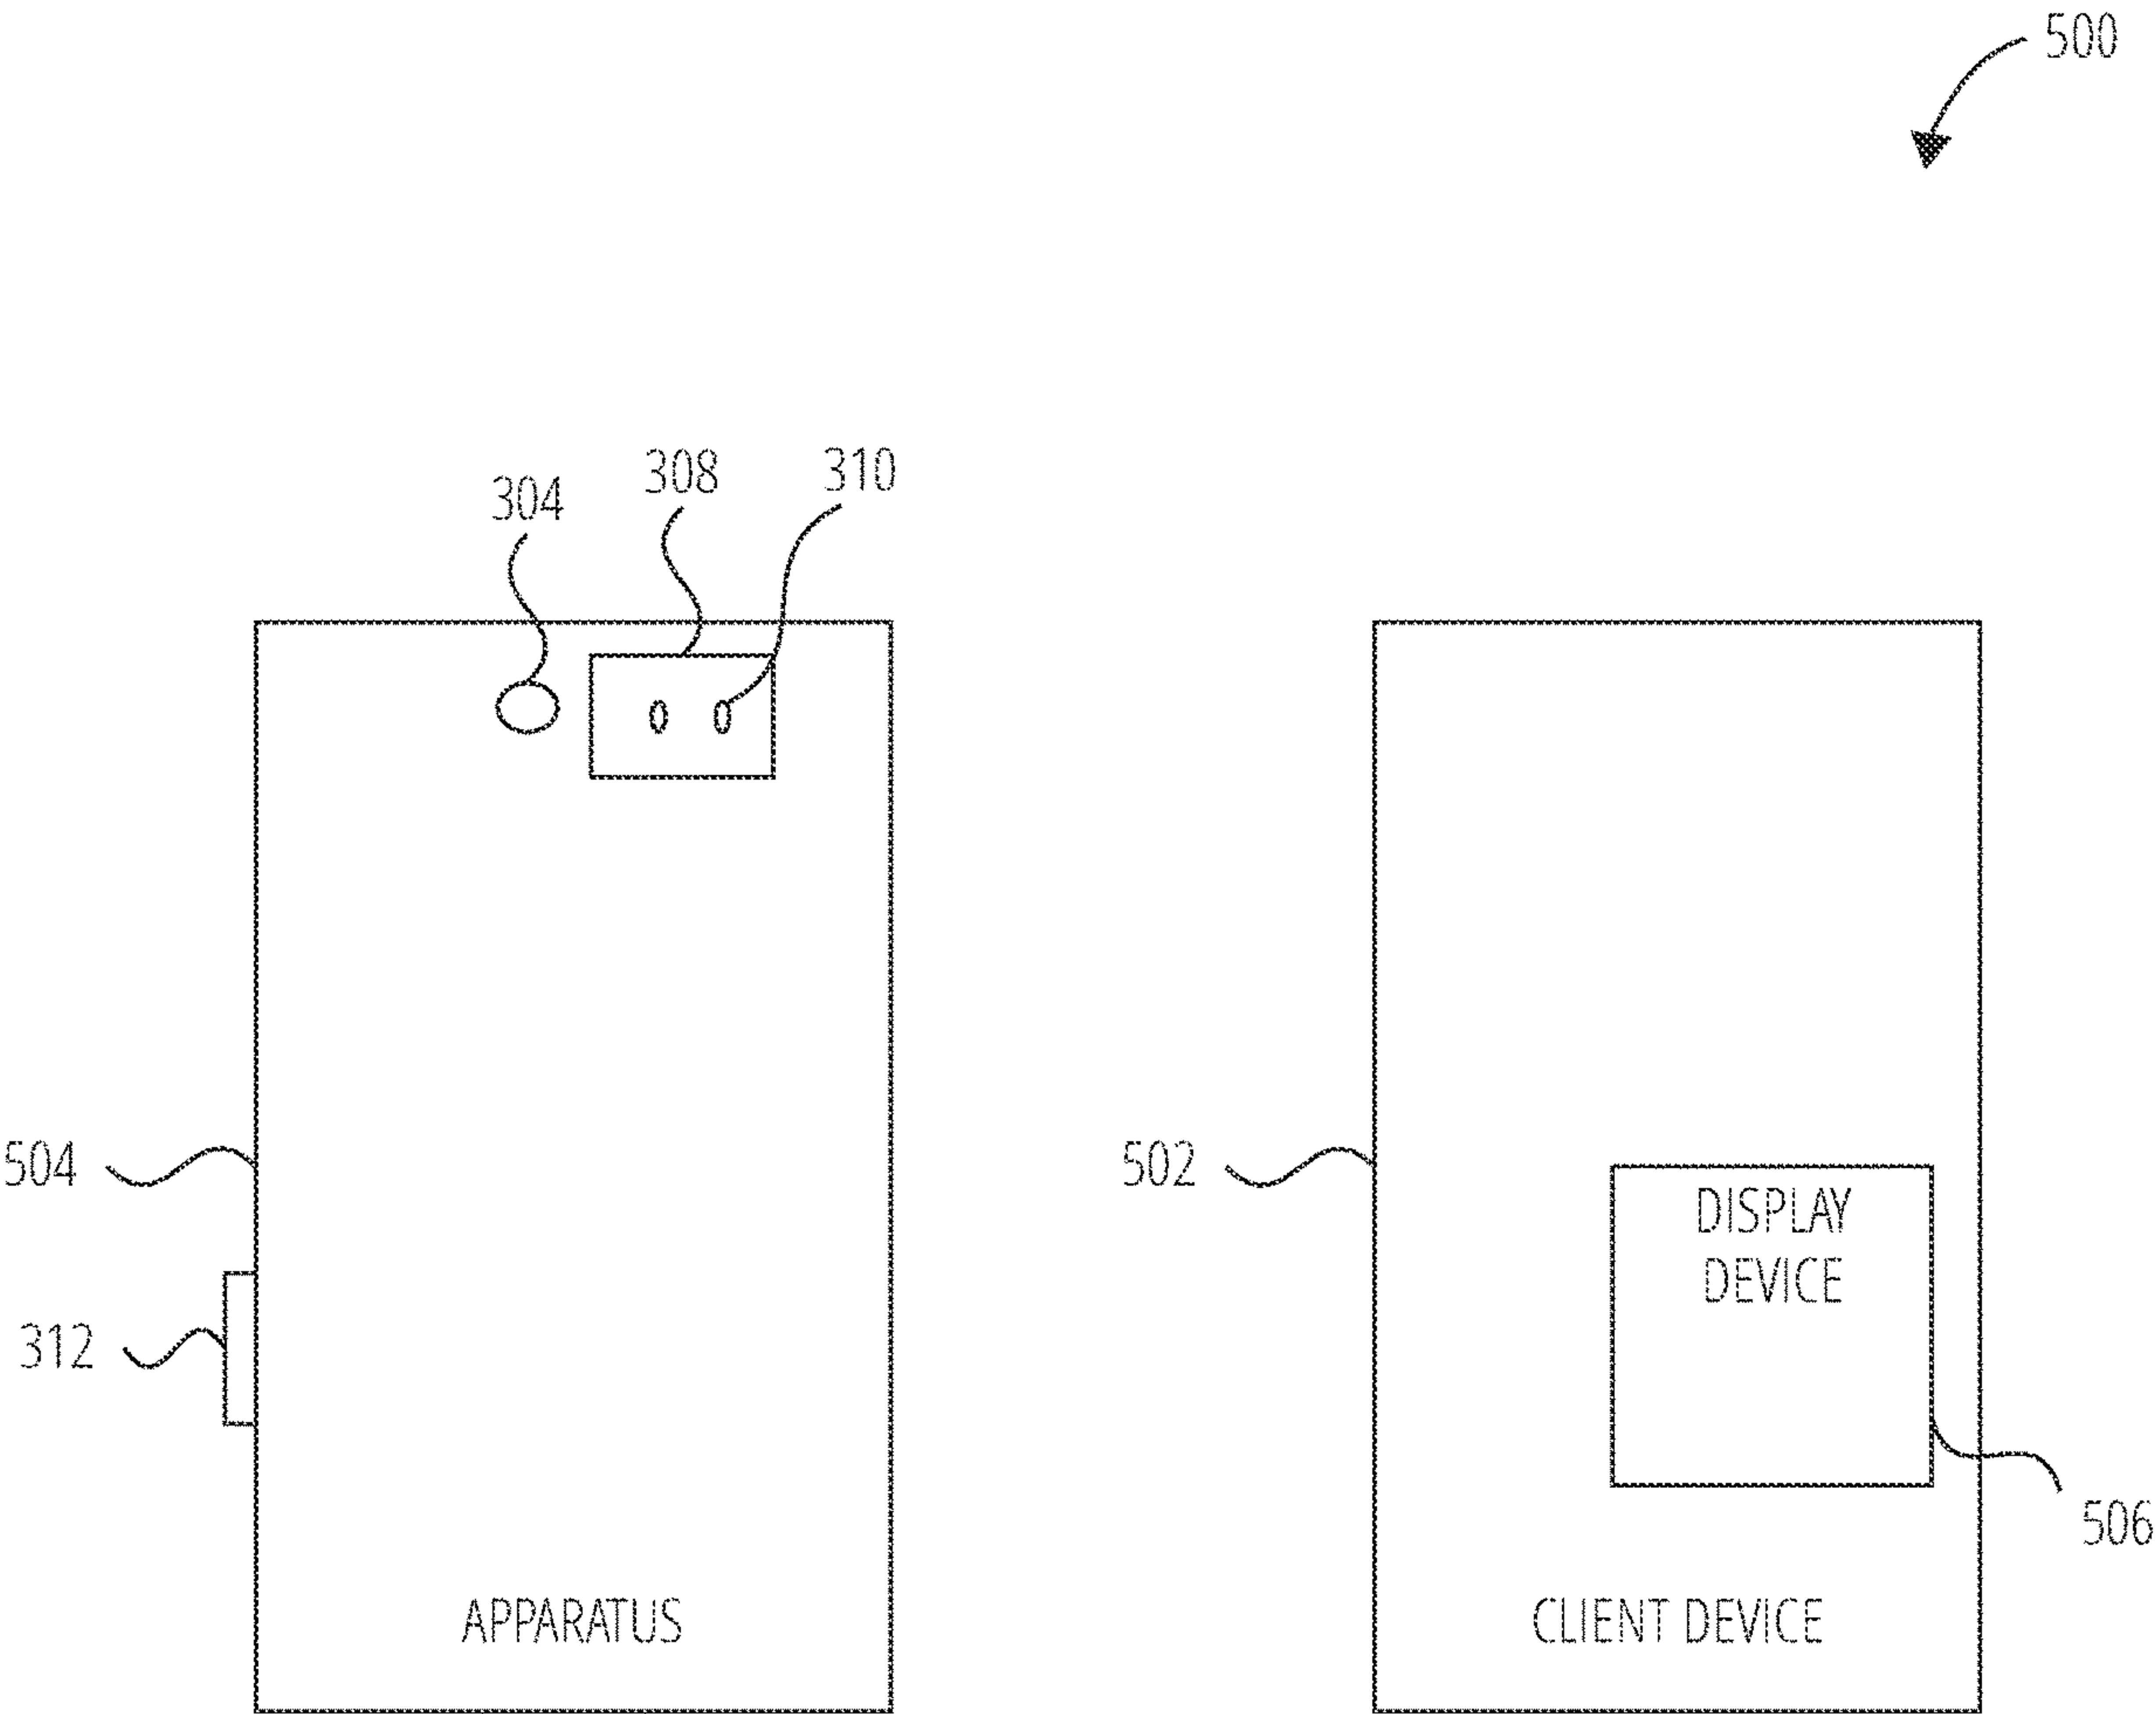 500
304
308
310
504
502
DISPLAY
DEVICE
312
506
APPARATUS
CLIENT DEVICE